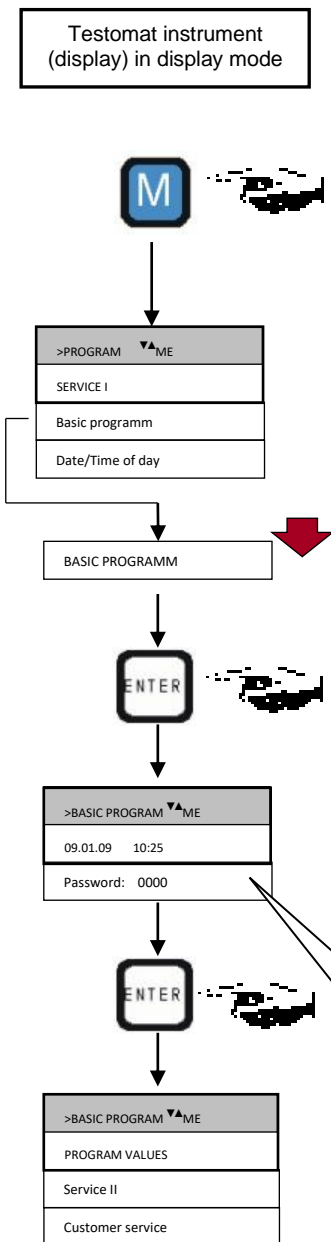 Testomat instrument
(display) in display mode
M
>PROGRAM ▼▲ME
SERVICE I
Basic programm
Date/Time of day
BASIC PROGRAMM
ENTER
>BASIC PROGRAM ▼▲ME
09.01.09 10:25
Password: 0000
ENTER
>BASIC PROGRAM ▼▲ME
PROGRAM VALUES
Service II
Customer service